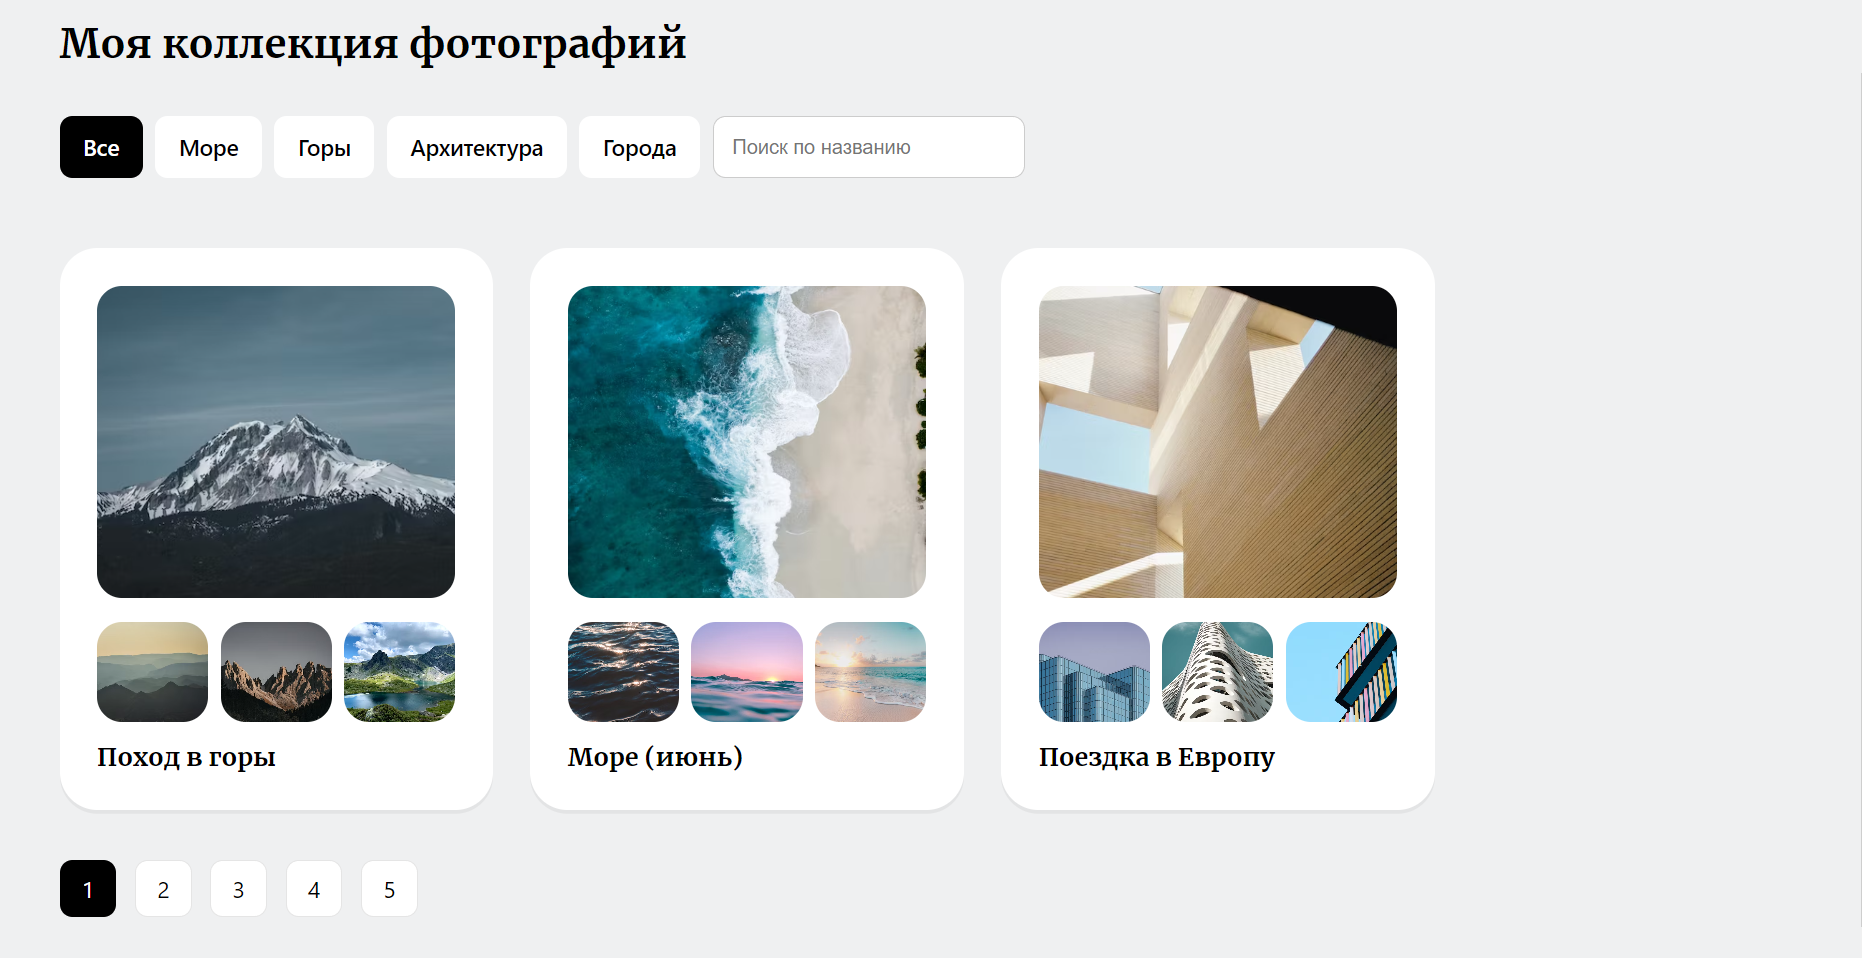 Моя коллекция фотографий
Все
Море
Горы
Архитектура
Города
Поиск по названию
Поход в горы
Море (июнь)
Поездка в Европу
1 2 3 4 5